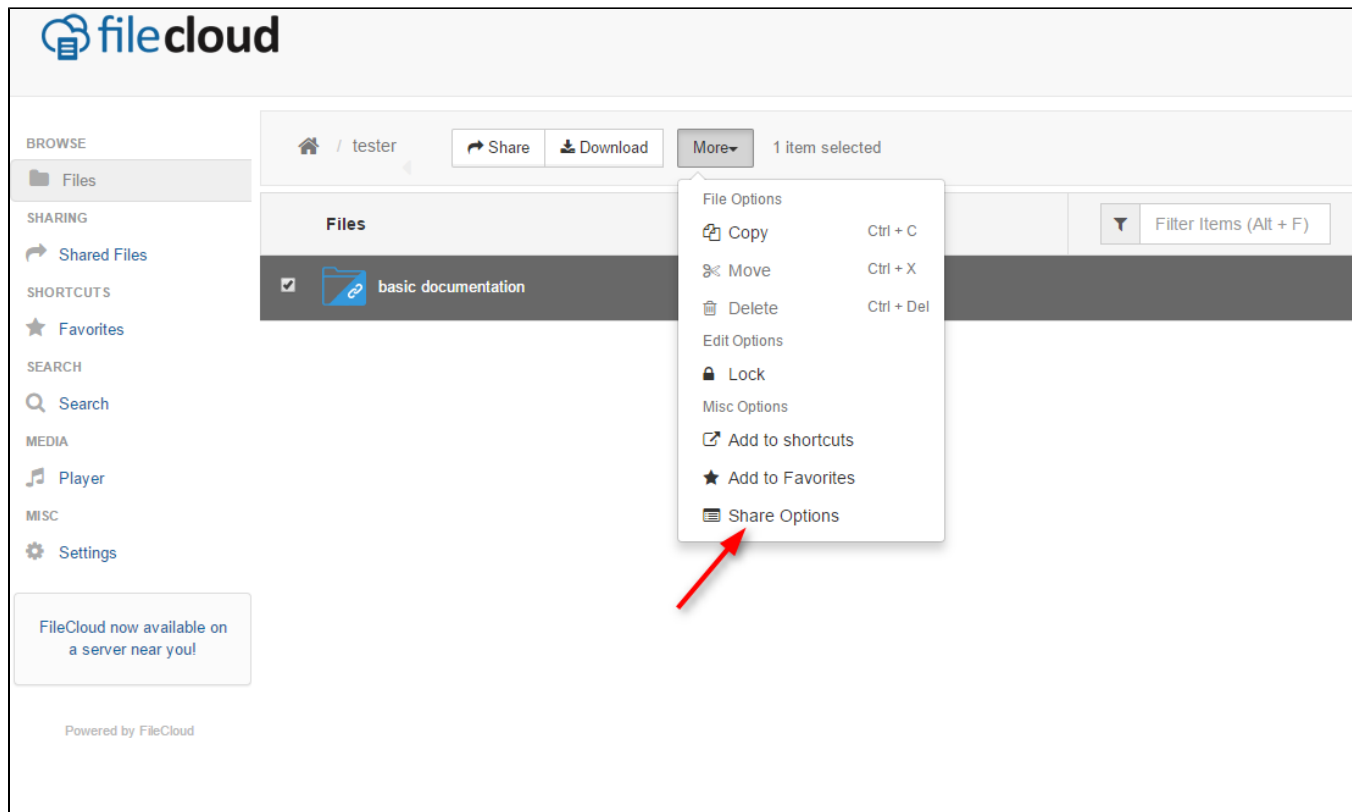 filecloud
BROWSE
Files
SHARING
Shared Files
SHORTCUTS
Favorites
SEARCH
Search
MEDIA
Player
MISC
Settings
FileCloud now available on
a server near you!
Powered by FileCloud
/ tester
Share
Download
More
1 item selected
Files
Filter Items (Alt + F)
basic documentation
File Options
Copy Ctrl + C
Move Ctrl + X
Delete Ctrl + Del
Edit Options
Lock
Misc Options
Add to shortcuts
Add to Favorites
Share Options